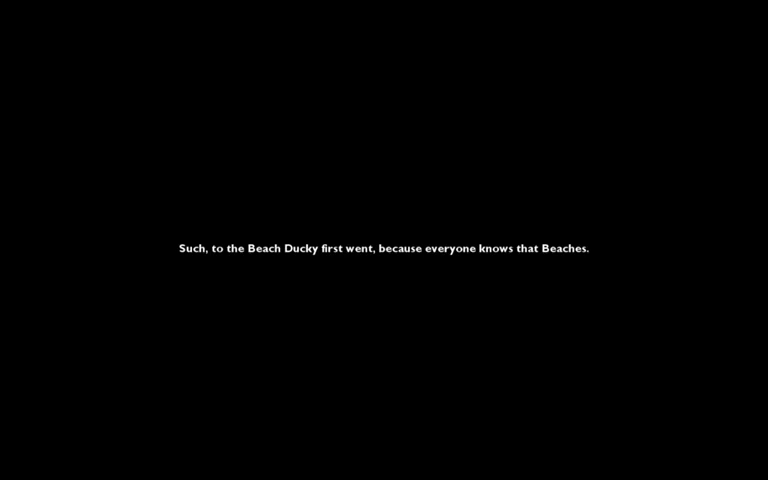 Such, to the Beach Ducky first went, because everyone knows that Beaches.